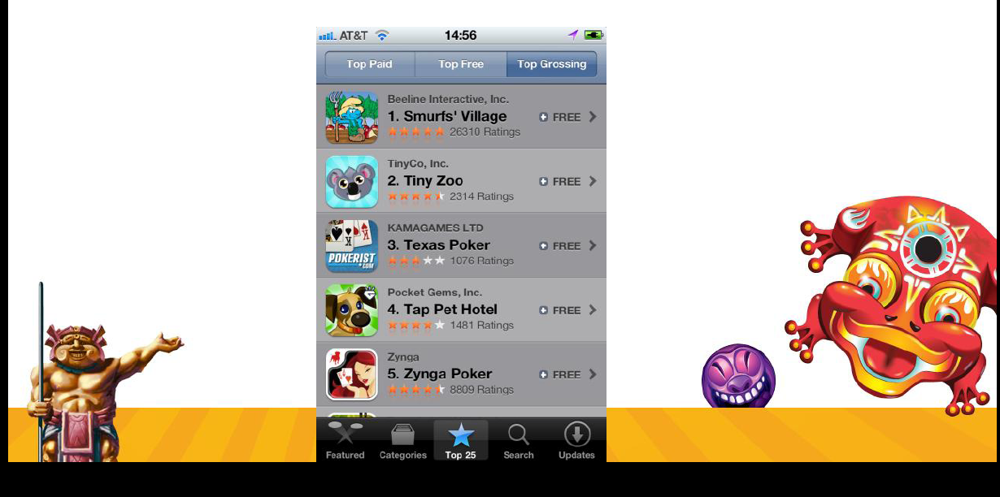 AT&T 14:56
Top Paid Top Free Top Grossing
Beeline Interactive, Inc.
1. Smurfs' Village FREE
26310 Ratings
TinyCo, Inc.
2. Tiny Zoo FREE
2314 Ratings
KAMAGAMES LTD
3. Texas Poker FREE
POKERIST .COM
1076 Ratings
Pocket Gems, Inc.
4. Tap Pet Hotel FREE
1481 Ratings
Zynga
5. Zynga Poker FREE
8809 Ratings
Featured Categories Top 25 Search Updates